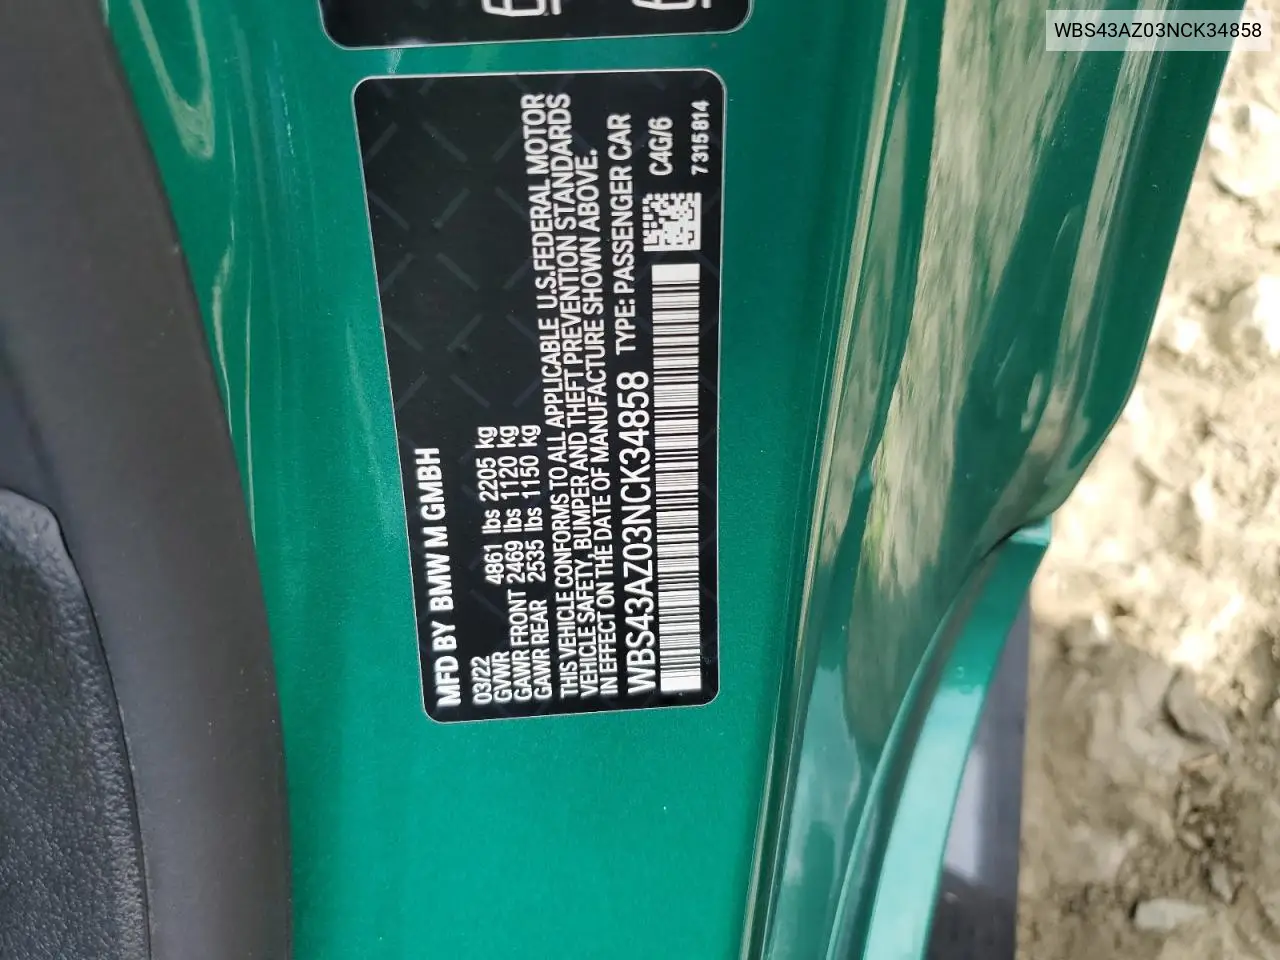 WBS43AZ03NCK34858
MFD BY BMW M GMBH
03/22
GVWR 4861 lbs 2205 kg
GAWR FRONT 2469 lbs 1120 kg
GAWR REAR 2535 lbs 1150 kg
THIS VEHICLE CONFORMS TO ALL APPLICABLE U.S.FEDERAL MOTOR
VEHICLE SAFETY, BUMPER AND THEFT PREVENTION STANDARDS
IN EFFECT ON THE DATE OF MANUFACTURE SHOWN ABOVE.
WBS43AZ03NCK34858 TYPE: PASSENGER CAR
C4G/6
7315814